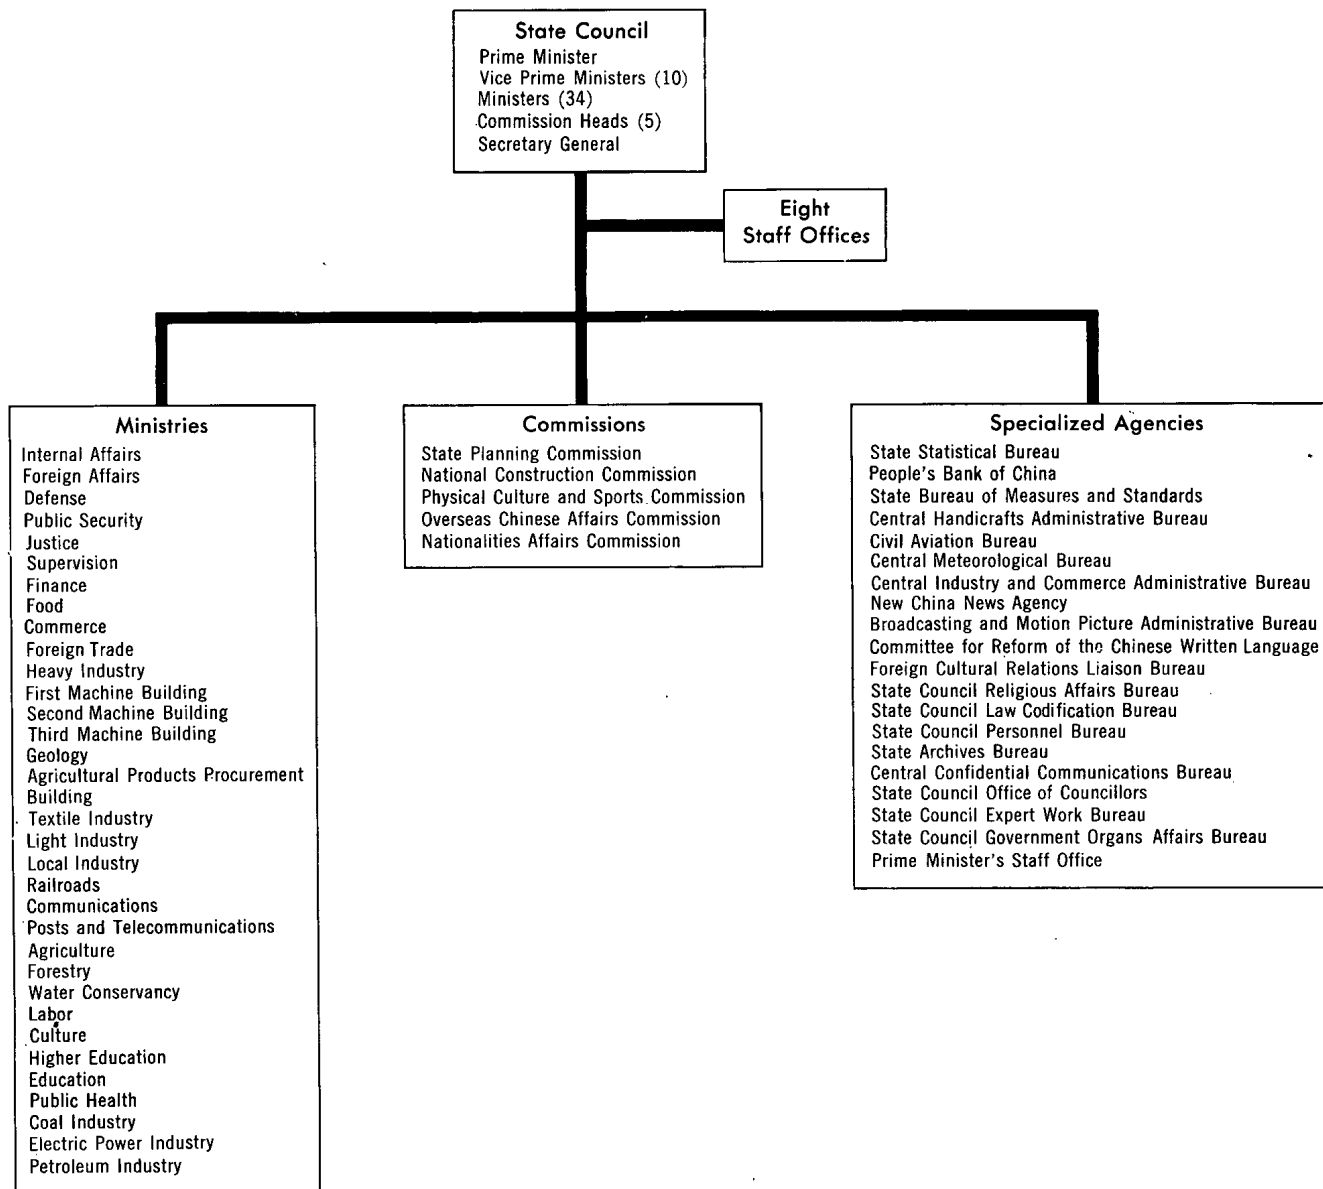 State Council
Prime Minister
Vice Prime Ministers (10)
Ministers (34)
Commission Heads (5)
Secretary General
Eight
Staff Offices
Ministries
Internal Affairs
Foreign Affairs
Defense
Public Security
Justice
Supervision
Finance
Food
Commerce
Foreign Trade
Heavy Industry
First Machine Building
Second Machine Building
Third Machine Building
Geology
Agricultural Products Procurement
Building
Textile Industry
Light Industry
Local Industry
Railroads
Communications
Posts and Telecommunications
Agriculture
Forestry
Water Conservancy
Labor
Culture
Higher Education
Education
Public Health
Coal Industry
Electric Power Industry
Petroleum Industry
Commissions
State Planning Commission
National Construction Commission
Physical Culture and Sports Commission
Overseas Chinese Affairs Commission
Nationalities Affairs Commission
Specialized Agencies
State Statistical Bureau
People's Bank of China
State Bureau of Measures and Standards
Central Handicrafts Administrative Bureau
Civil Aviation Bureau
Central Meteorological Bureau
Central Industry and Commerce Administrative Bureau
New China News Agency
Broadcasting and Motion Picture Administrative Bureau
Committee for Reform of the Chinese Written Language
Foreign Cultural Relations Liaison Bureau
State Council Religious Affairs Bureau
State Council Law Codification Bureau
State Council Personnel Bureau
State Archives Bureau
Central Confidential Communications Bureau
State Council Office of Councillors
State Council Expert Work Bureau
State Council Government Organs Affairs Bureau
Prime Minister's Staff Office